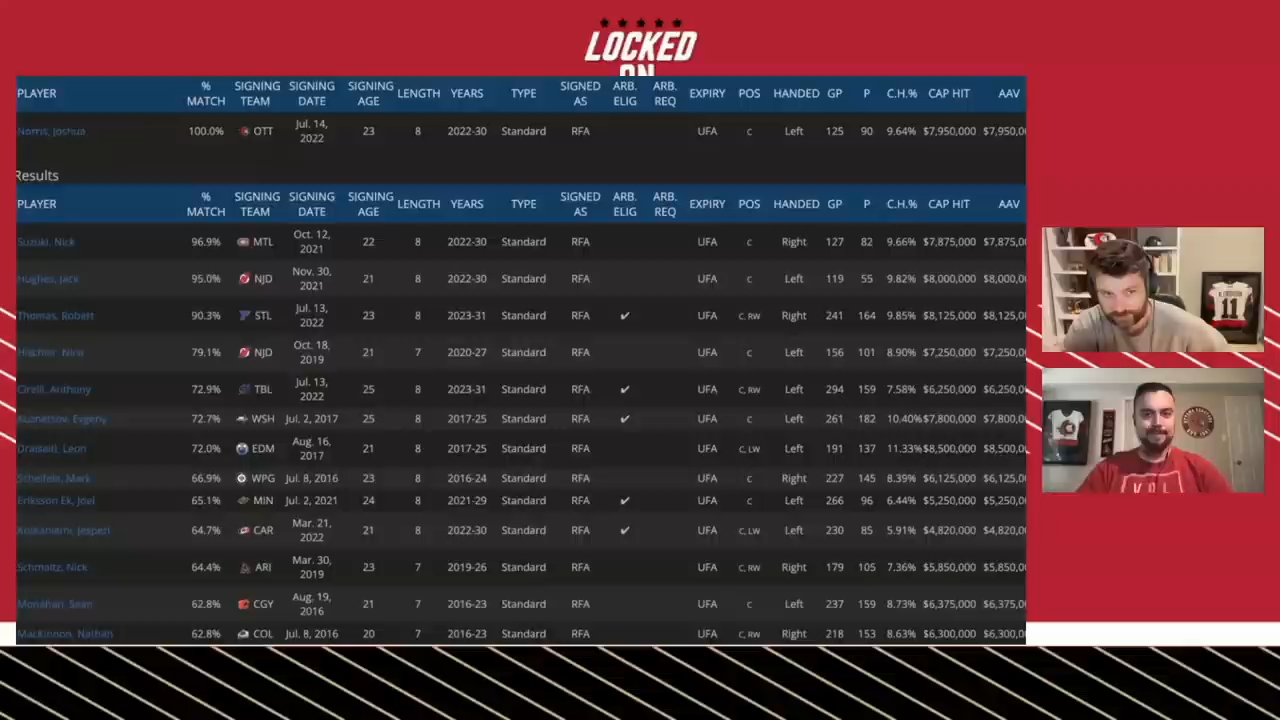 LOCKED
ON
PLAYER % MATCH SIGNING TEAM SIGNING DATE SIGNING AGE LENGTH YEARS TYPE SIGNED AS ARB. ELIG ARB. REQ EXPIRY POS HANDED GP P C.H.% CAP HIT AAV
Norris, Joshua 100.0% OTT Jul. 14, 2022 23 8 2022-30 Standard RFA UFA C Left 125 90 9.64% $7,950,000 $7,950,0
Results
PLAYER % MATCH SIGNING TEAM SIGNING DATE SIGNING AGE LENGTH YEARS TYPE SIGNED AS ARB. ELIG ARB. REQ EXPIRY POS HANDED GP P C.H.% CAP HIT AAV
Suzuki, Nick 96.9% MTL Oct. 12, 2021 22 8 2022-30 Standard RFA UFA C Right 127 82 9.66% $7,875,000 $7,875,0
Hughes, Jack 95.0% NJD Nov. 30, 2021 21 8 2022-30 Standard RFA UFA C Left 119 55 9.82% $8,000,000 $8,000,0
Thomas, Robert 90.3% STL Jul. 13, 2022 23 8 2023-31 Standard RFA ✔ UFA C, RW Right 241 164 9.85% $8,125,000 $8,125,0
Hischier, Nico 79.1% NJD Oct. 18, 2019 21 7 2020-27 Standard RFA UFA C Left 156 101 8.90% $7,250,000 $7,250,0
Cirelli, Anthony 72.9% TBL Jul. 13, 2022 25 8 2023-31 Standard RFA ✔ UFA C, RW Left 294 159 7.58% $6,250,000 $6,250,0
Kuznetsov, Evgeny 72.7% WSH Jul. 2, 2017 25 8 2017-25 Standard RFA ✔ UFA C Left 261 182 10.40% $7,800,000 $7,800,0
Draisaitl, Leon 72.0% EDM Aug. 16, 2017 21 8 2017-25 Standard RFA UFA C, LW Left 191 137 11.33% $8,500,000 $8,500,0
Scheifele, Mark 66.9% WPG Jul. 8, 2016 23 8 2016-24 Standard RFA UFA C Right 227 145 8.39% $6,125,000 $6,125,0
Eriksson Ek, Joel 65.1% MIN Jul. 2, 2021 24 8 2021-29 Standard RFA ✔ UFA C Left 266 96 6.44% $5,250,000 $5,250,0
Kotkaniemi, Jesperi 64.7% CAR Mar. 21, 2022 21 8 2022-30 Standard RFA ✔ UFA C, LW Left 230 85 5.91% $4,820,000 $4,820,0
Schmaltz, Nick 64.4% ARI Mar. 30, 2019 23 7 2019-26 Standard RFA UFA C, RW Right 179 105 7.36% $5,850,000 $5,850,0
Monahan, Sean 62.8% CGY Aug. 19, 2016 21 7 2016-23 Standard RFA UFA C Left 237 159 8.73% $6,375,000 $6,375,0
MacKinnon, Nathan 62.8% COL Jul. 8, 2016 20 7 2016-23 Standard RFA UFA C, RW Right 218 153 8.63% $6,300,000 $6,300,0
11